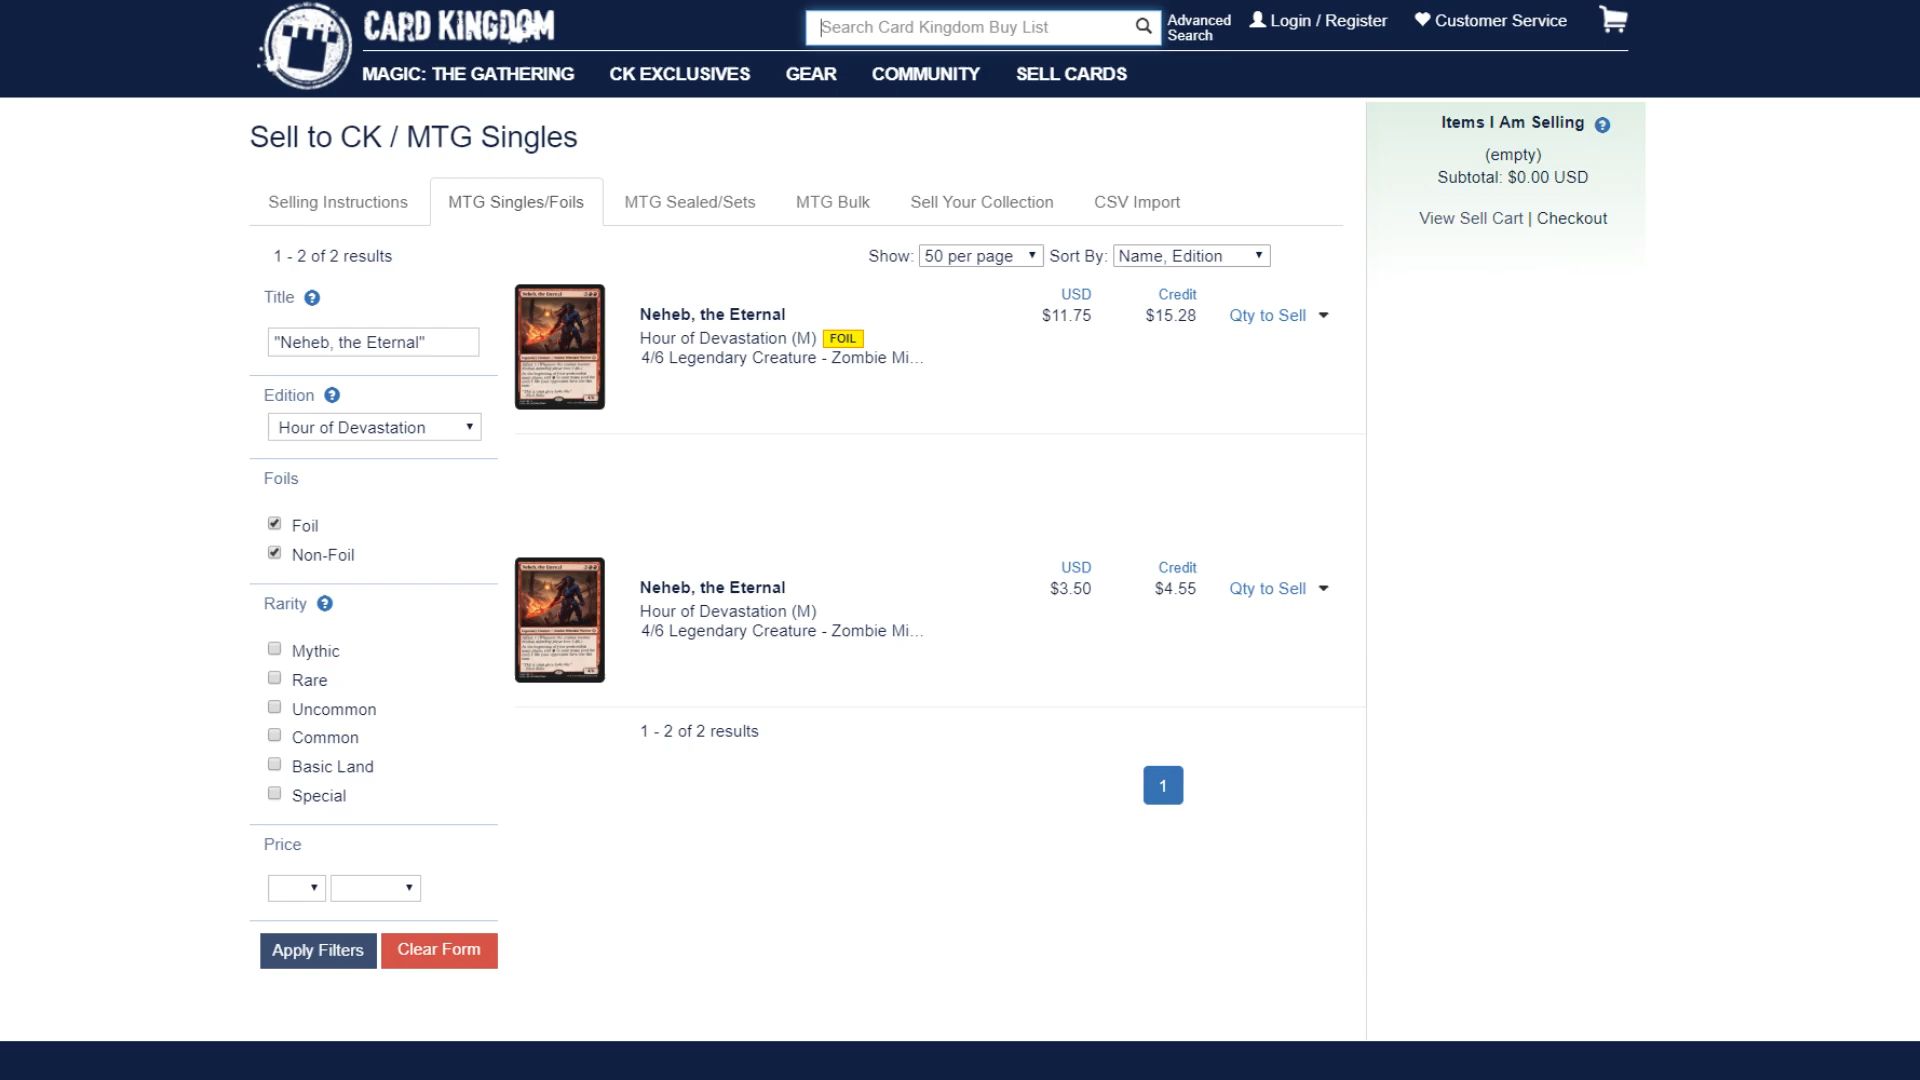 CARD KINGDOM
Search Card Kingdom Buy List
Advanced
Search
Login / Register
Customer Service
MAGIC: THE GATHERING
CK EXCLUSIVES
GEAR
COMMUNITY
SELL CARDS
Sell to CK / MTG Singles
Items I Am Selling
(empty)
Subtotal: $0.00 USD
View Sell Cart | Checkout
Selling Instructions
MTG Singles/Foils
MTG Sealed/Sets
MTG Bulk
Sell Your Collection
CSV Import
1 - 2 of 2 results
Show: 50 per page
Sort By: Name, Edition
Title
"Neheb, the Eternal"
Edition
Hour of Devastation
Foils
Foil
Non-Foil
Rarity
Mythic
Rare
Uncommon
Common
Basic Land
Special
Price
Apply Filters
Clear Form
Neheb, the Eternal
Neheb, the Eternal
Hour of Devastation (M) FOIL
4/6 Legendary Creature - Zombie Mi...
USD
$11.75
Credit
$15.28
Qty to Sell
Neheb, the Eternal
Neheb, the Eternal
Hour of Devastation (M)
4/6 Legendary Creature - Zombie Mi...
USD
$3.50
Credit
$4.55
Qty to Sell
1 - 2 of 2 results
1